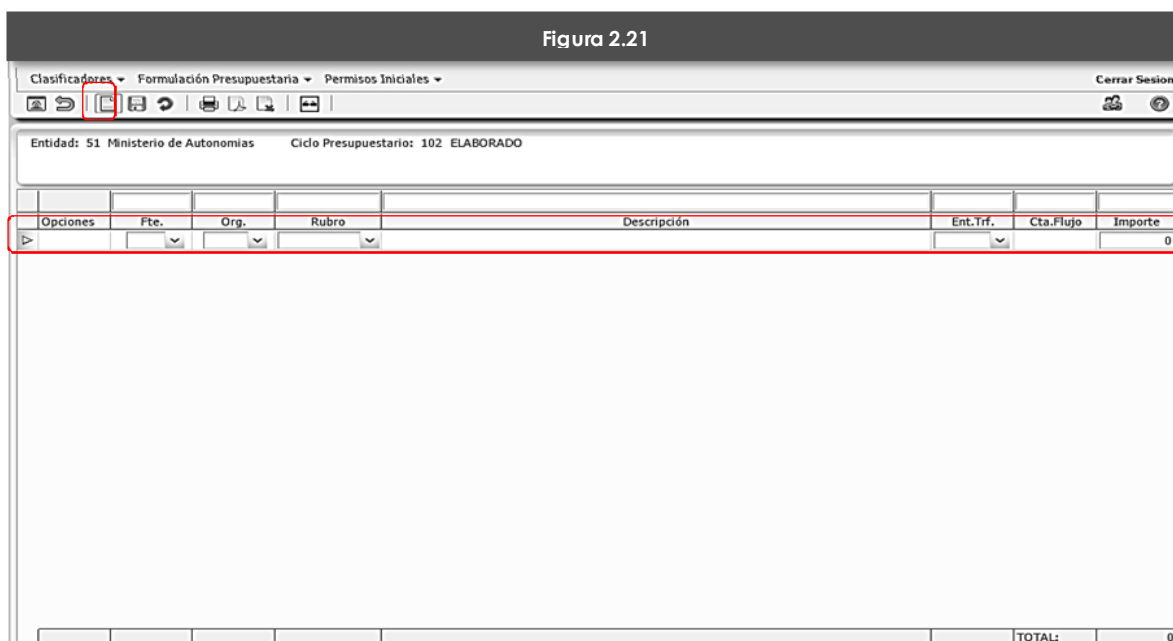 Figura 2.21
Clasificadores Formulación Presupuestaria Permisos Iniciales Cerrar Sesion
Entidad: 51 Ministerio de Autonomias Ciclo Presupuestario: 102 ELABORADO
Opciones Fte. Org. Rubro Descripción Ent.Trf. Cta.Flujo Importe
0
TOTAL: 0